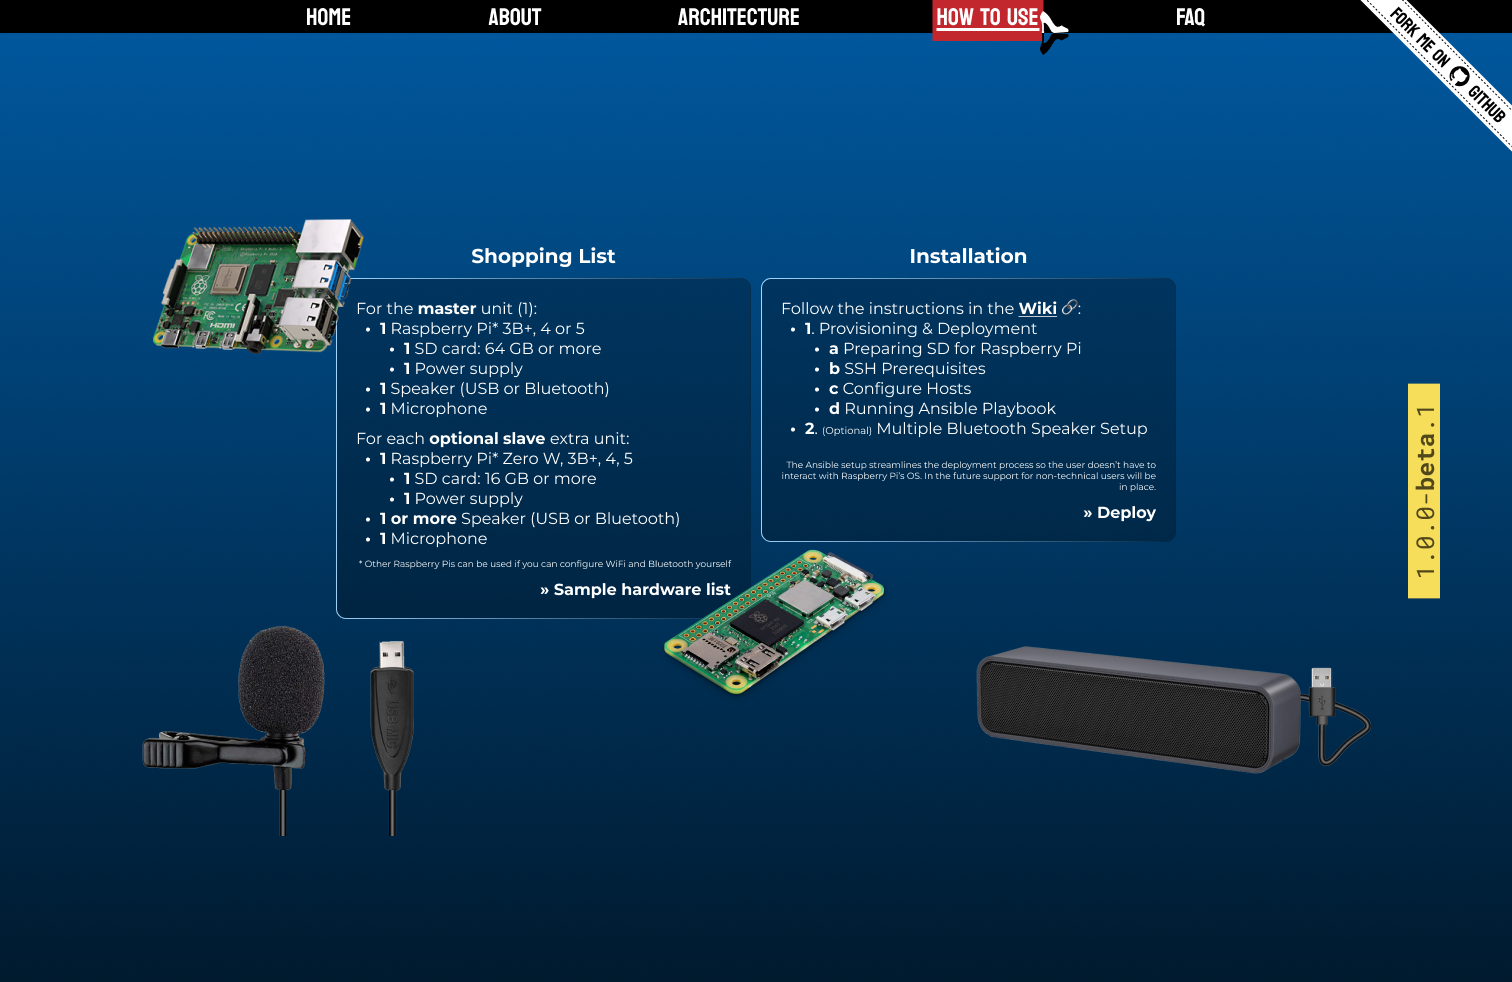 HOME
ABOUT
ARCHITECTURE
HOW TO USE
FAQ
FORK ME ON GITHUB
Shopping List
For the master unit (1):
• 1 Raspberry Pi* 3B+, 4 or 5
• 1 SD card: 64 GB or more
• 1 Power supply
• 1 Speaker (USB or Bluetooth)
• 1 Microphone
For each optional slave extra unit:
• 1 Raspberry Pi* Zero W, 3B+, 4, 5
• 1 SD card: 16 GB or more
• 1 Power supply
• 1 or more Speaker (USB or Bluetooth)
• 1 Microphone
* Other Raspberry Pis can be used if you can configure WiFi and Bluetooth yourself
» Sample hardware list
Installation
Follow the instructions in the Wiki 🔗:
• 1. Provisioning & Deployment
• a Preparing SD for Raspberry Pi
• b SSH Prerequisites
• c Configure Hosts
• d Running Ansible Playbook
• 2. (Optional) Multiple Bluetooth Speaker Setup
The Ansible setup streamlines the deployment process so the user doesn't have to
interact with Raspberry Pi's OS. In the future support for non-technical users will be
in place.
» Deploy
1.0.0-beta.1
HDMI